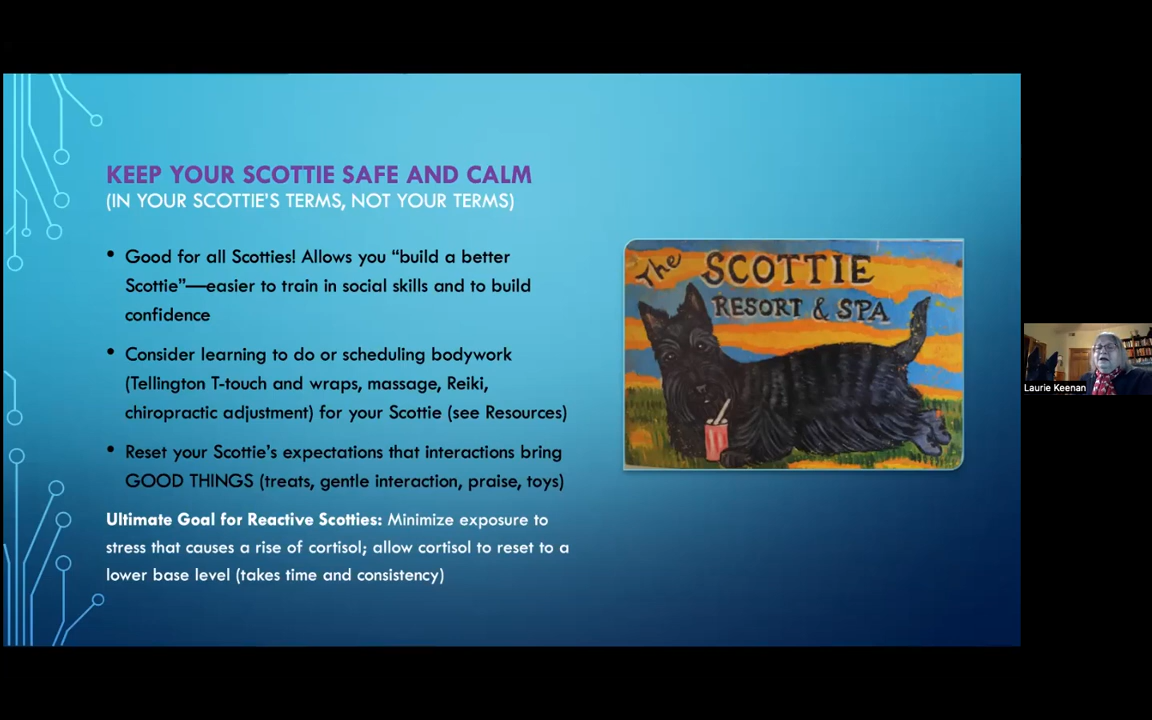 KEEP YOUR SCOTTIE SAFE AND CALM
(IN YOUR SCOTTIE'S TERMS, NOT YOUR TERMS)
• Good for all Scotties! Allows you “build a better
Scottie”—easier to train in social skills and to build
confidence
• Consider learning to do or scheduling bodywork
(Tellington T-touch and wraps, massage, Reiki,
chiropractic adjustment) for your Scottie (see Resources)
• Reset your Scottie's expectations that interactions bring
GOOD THINGS (treats, gentle interaction, praise, toys)
Ultimate Goal for Reactive Scotties: Minimize exposure to
stress that causes a rise of cortisol; allow cortisol to reset to a
lower base level (takes time and consistency)
The SCOTTIE
RESORT & SPA
Laurie Keenan